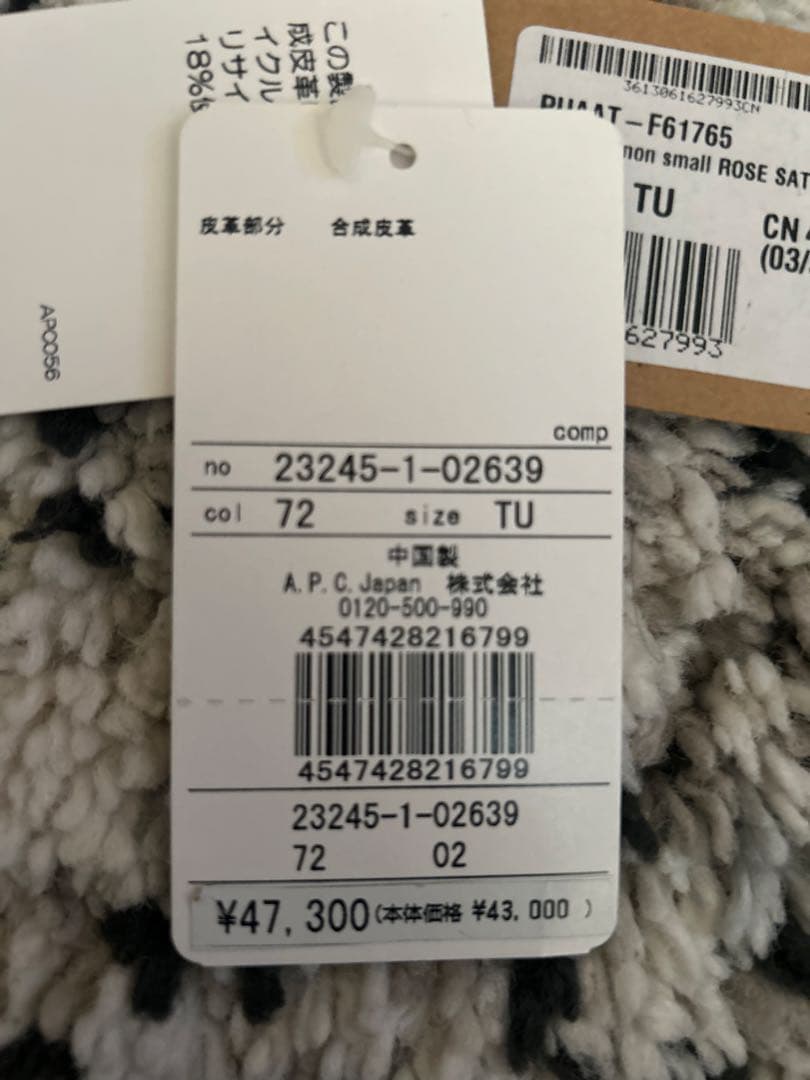 この製
成皮革
イクル
リサイ
18%
AP0056
3613061627993CN
-F61765
non small ROSE SAT
TU
CN
(03/
627993
皮革部分 合成皮革
comp
no 23245-1-02639
col 72 size TU
中国製
A.P.C.Japan 株式会社
0120-500-990
4547428216799
4547428216799
23245-1-02639
72 02
¥47,300(本体価格 ¥43,000 )